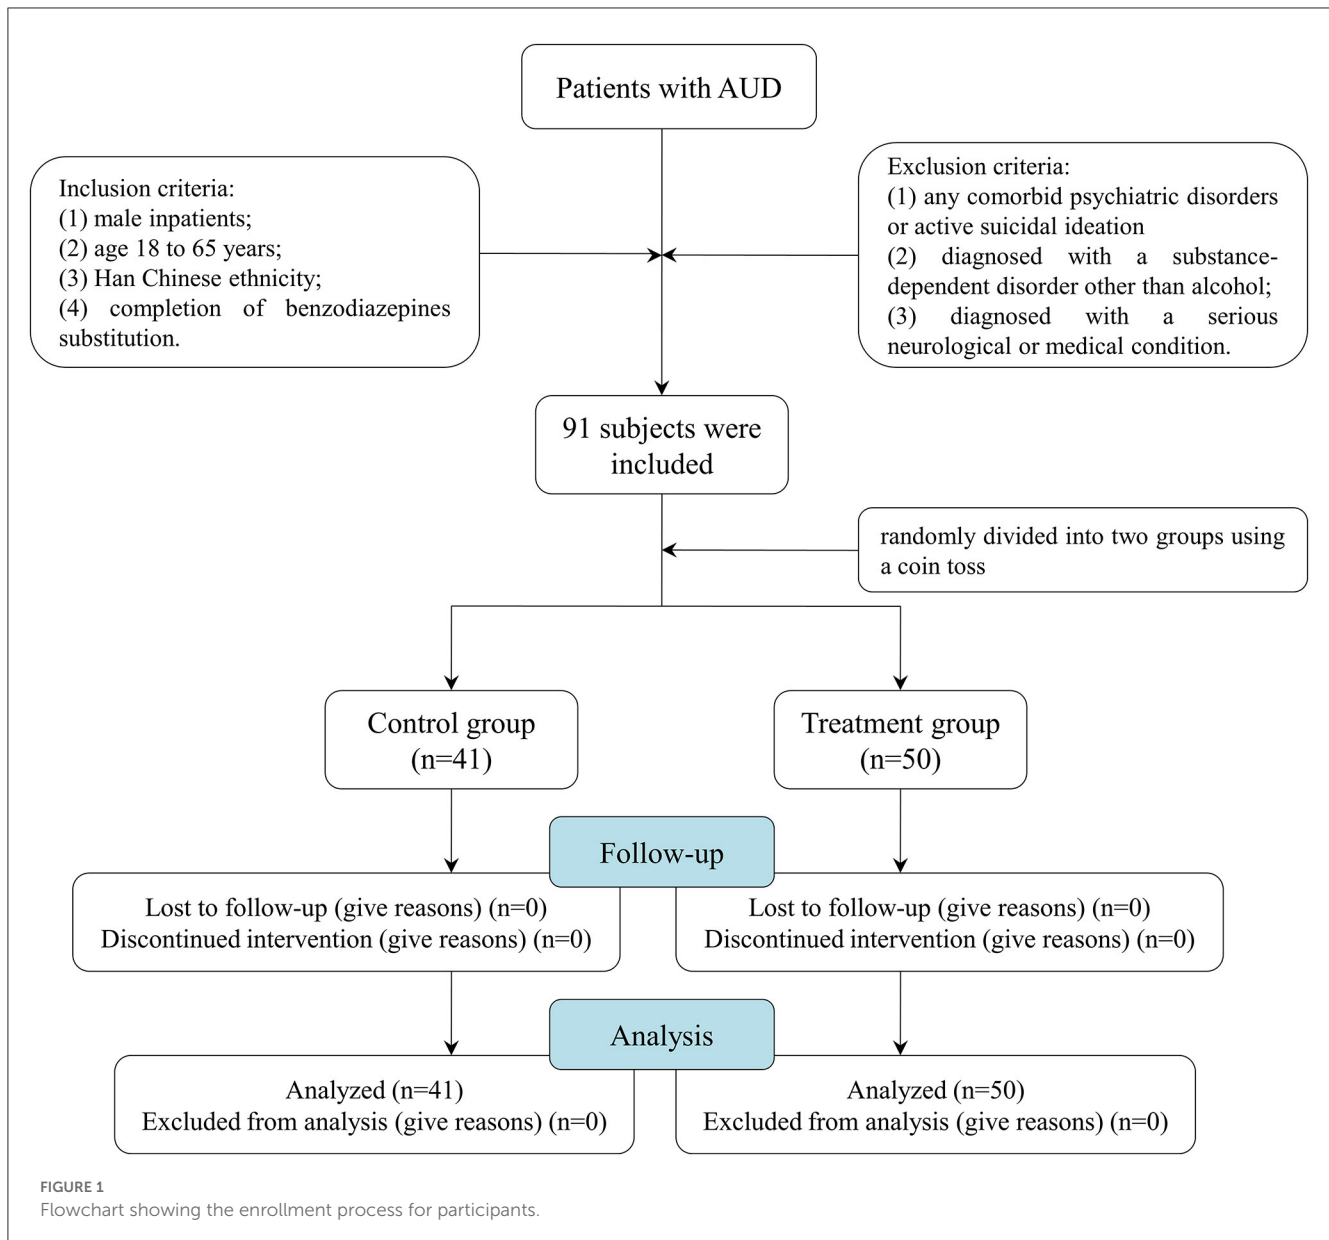 Patients with AUD
Inclusion criteria:
(1) male inpatients;
(2) age 18 to 65 years;
(3) Han Chinese ethnicity;
(4) completion of benzodiazepines
substitution.
Exclusion criteria:
(1) any comorbid psychiatric disorders
or active suicidal ideation
(2) diagnosed with a substance-
dependent disorder other than alcohol;
(3) diagnosed with a serious
neurological or medical condition.
91 subjects were
included
randomly divided into two groups using
a coin toss
Control group
(n=41)
Treatment group
(n=50)
Follow-up
Lost to follow-up (give reasons) (n=0)
Discontinued intervention (give reasons) (n=0)
Lost to follow-up (give reasons) (n=0)
Discontinued intervention (give reasons) (n=0)
Analysis
Analyzed (n=41)
Excluded from analysis (give reasons) (n=0)
Analyzed (n=50)
Excluded from analysis (give reasons) (n=0)
FIGURE 1
Flowchart showing the enrollment process for participants.